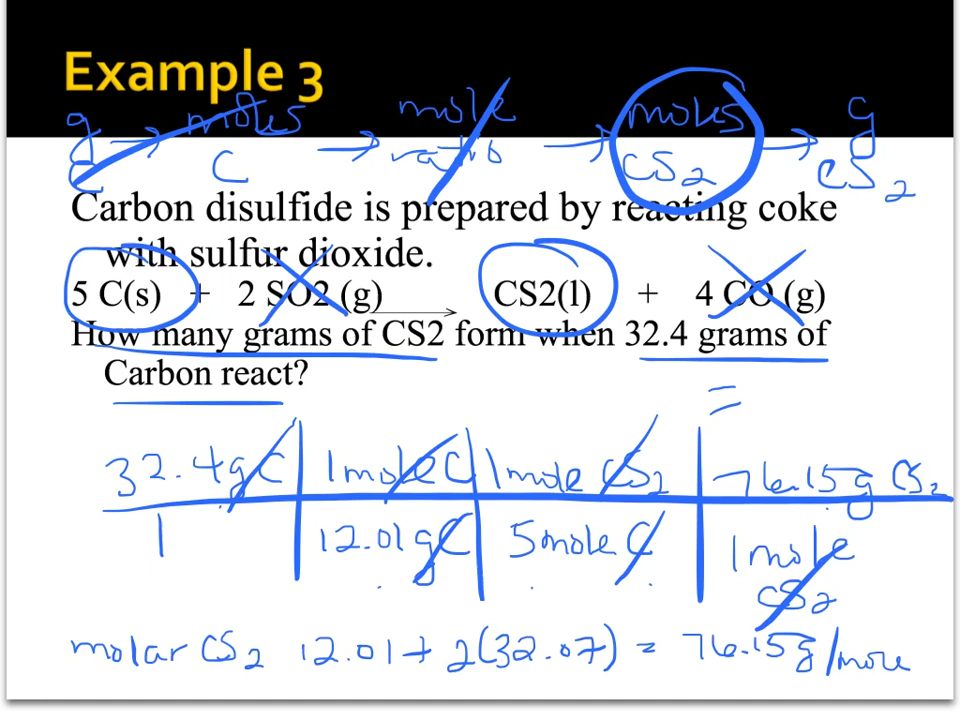 Example 3
g → moles → mole → moles → g
C C ratio CS2 CS2
Carbon disulfide is prepared by reacting coke
with sulfur dioxide.
5 C(s) + 2 SO2 (g) → CS2(l) + 4 CO (g)
How many grams of CS2 form when 32.4 grams of
Carbon react?
=
32.4gC | 1moleC | 1mole CS2 | 76.15g CS2
1 | 12.01gC | 5mole C | 1mole
CS2
molar CS2 12.01+ 2(32.07) = 76.15g/mole